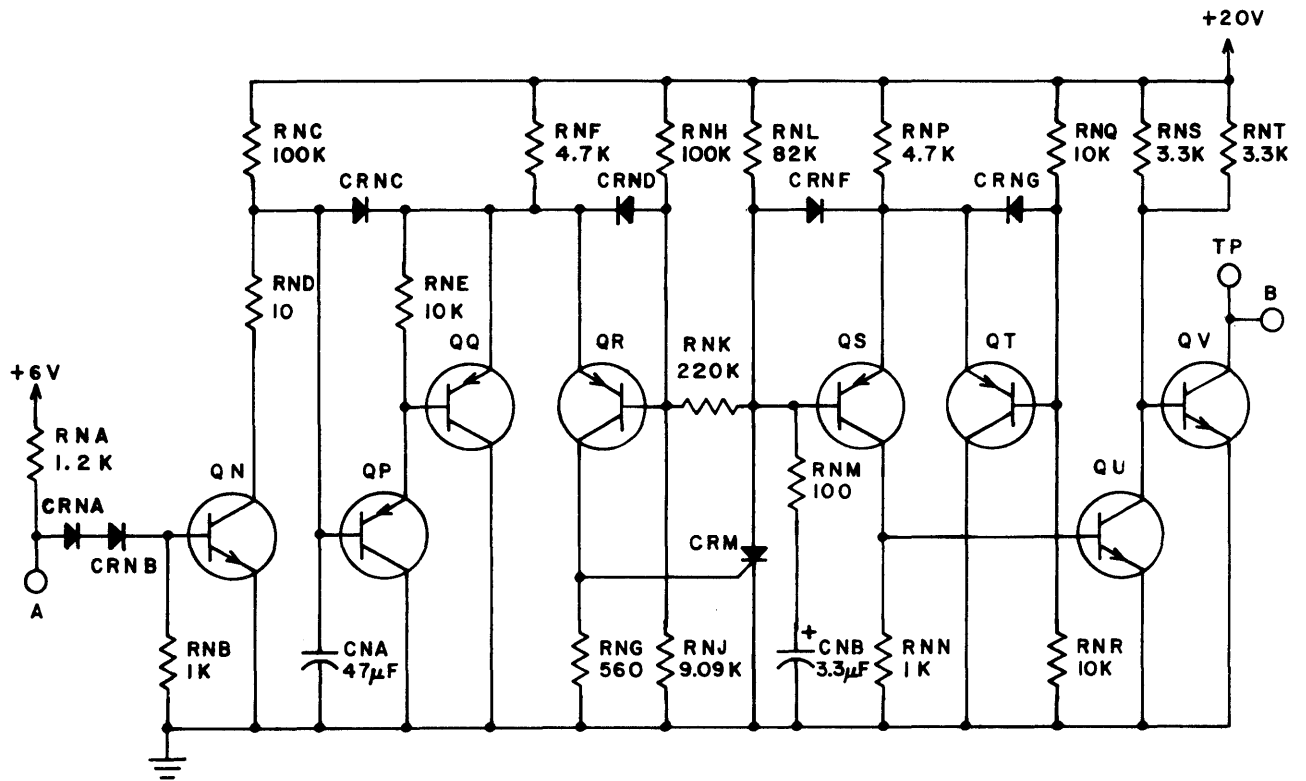 +20V
RNC
100K
RNF
4.7K
RNH
100K
RNL
82K
RNP
4.7K
RNQ
10K
RNS
3.3K
RNT
3.3K
CRNC
CRND
CRNF
CRNG
RND
10
RNE
10K
QQ
QR
RNK
220K
QS
QT
QV
TP
B
+6V
RNA
1.2K
CRNA
CRNB
A
QN
QP
RNM
100
QU
CRM
RNB
1K
CNA
47μF
RNG
560
RNJ
9.09K
+
CNB
3.3μF
RNN
1K
RNR
10K